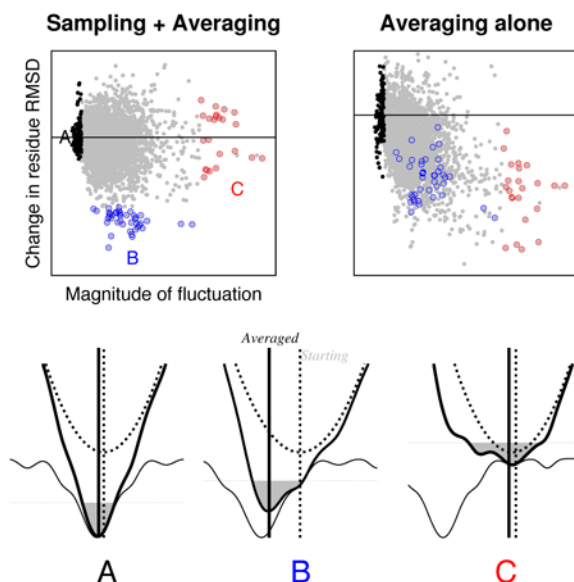 Sampling + Averaging
Averaging alone
Change in residue RMSD
A
C
B
Magnitude of fluctuation
Averaged
Starting
A
B
C